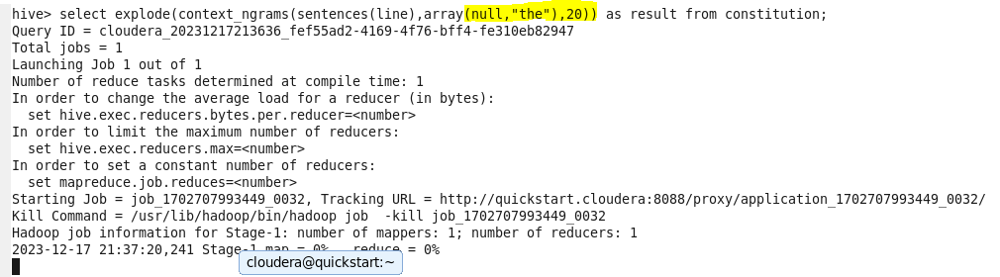 hive> select explode(context_ngrams(sentences(line),array(null,"the"),20)) as result from constitution;
Query ID = cloudera_20231217213636_fef55ad2-4169-4f76-bff4-fe310eb82947
Total jobs = 1
Launching Job 1 out of 1
Number of reduce tasks determined at compile time: 1
In order to change the average load for a reducer (in bytes):
  set hive.exec.reducers.bytes.per.reducer=<number>
In order to limit the maximum number of reducers:
  set hive.exec.reducers.max=<number>
In order to set a constant number of reducers:
  set mapreduce.job.reduces=<number>
Starting Job = job_1702707993449_0032, Tracking URL = http://quickstart.cloudera:8088/proxy/application_1702707993449_0032/
Kill Command = /usr/lib/hadoop/bin/hadoop job  -kill job_1702707993449_0032
Hadoop job information for Stage-1: number of mappers: 1; number of reducers: 1
2023-12-17 21:37:20,241 Stage-1 map = 0%,  reduce = 0%
cloudera@quickstart:~